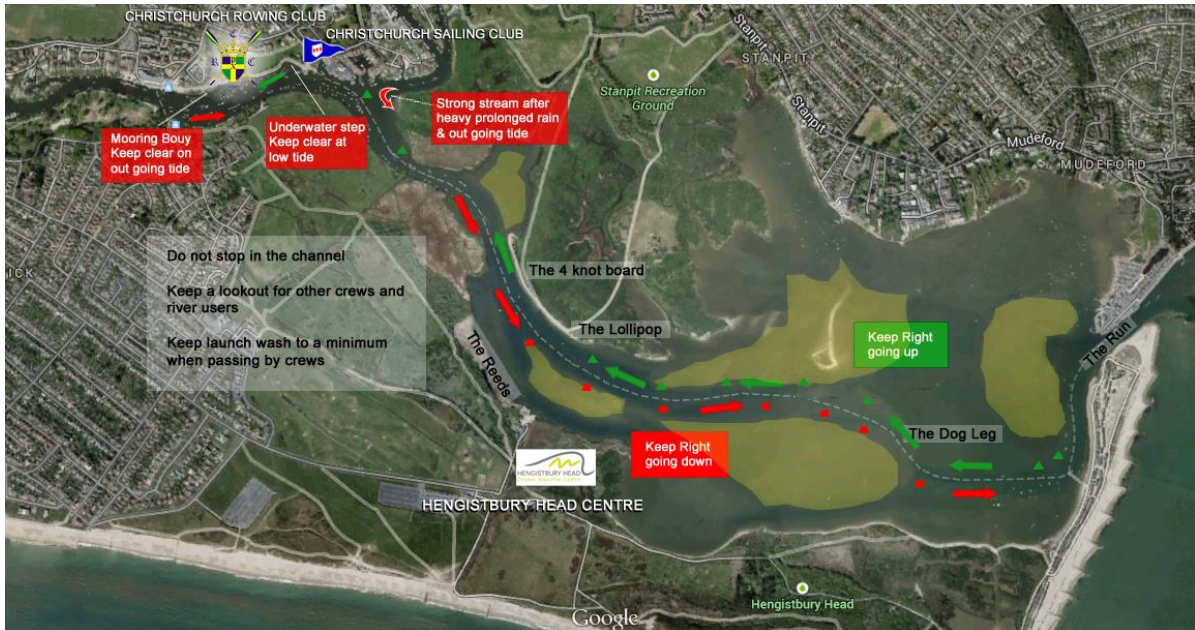 CHRISTCHURCH ROWING CLUB
R C
R C
CHRISTCHURCH SAILING CLUB
Mooring Bouy
Keep clear on
out going tide
Underwater step
Keep clear at
low tide
Strong stream after
heavy prolonged rain
& out going tide
Stanpit Recreation
Ground
Stanpit
STANPIT
Stanpit
Mudeford
MUDEFORD
ICK
Do not stop in the channel
Keep a lookout for other crews and
river users
Keep launch wash to a minimum
when passing by crews
The 4 knot board
The Lollipop
The Reeds
Keep Right
going up
The Run
The Dog Leg
Keep Right
going down
HENGISTBURY HEAD
HENGISTBURY HEAD CENTRE
Hengistbury Head
Google